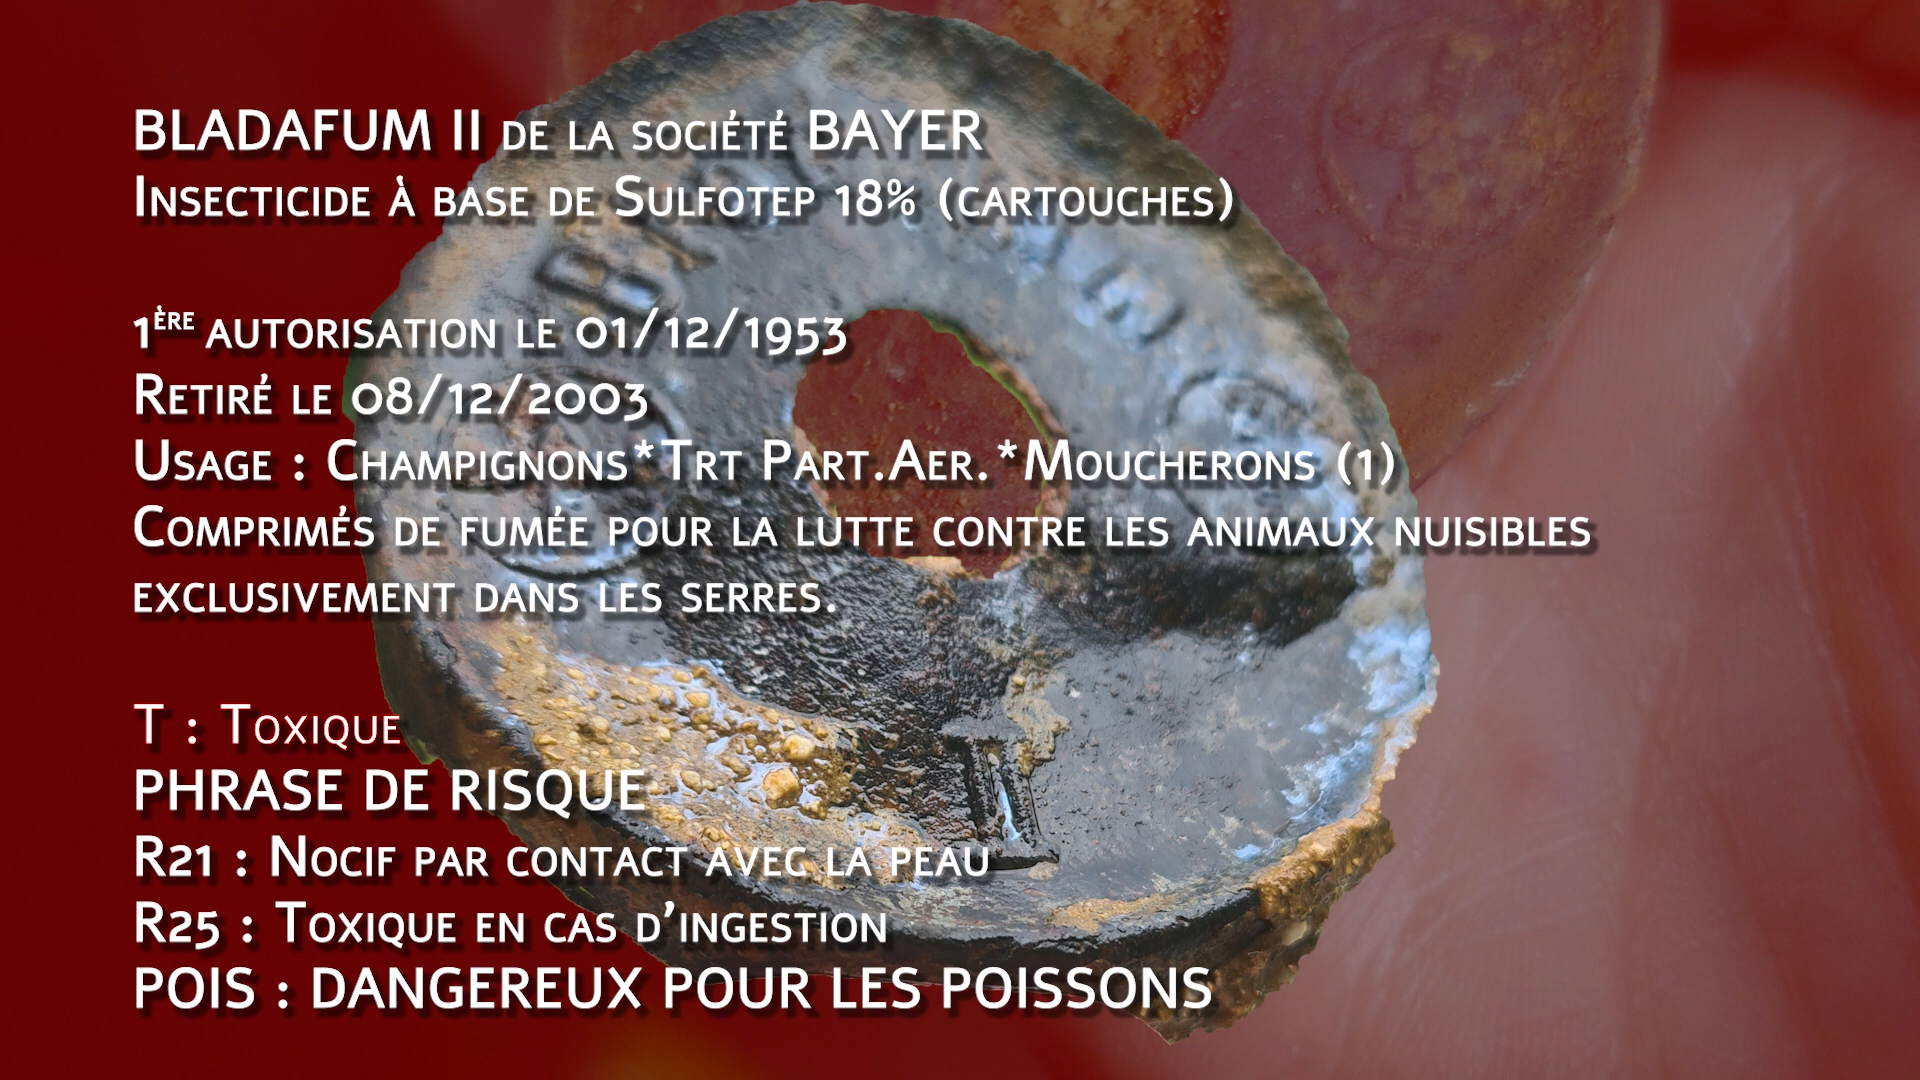 BLADAFUM II DE LA SOCIÉTÉ BAYER
INSECTICIDE À BASE DE SULFOTEP 18% (CARTOUCHES)
1ÈRE AUTORISATION LE 01/12/1953
RETIRÉ LE 08/12/2003
USAGE : CHAMPIGNONS*TRT PART.AER.*MOUCHERONS (1)
COMPRIMÉS DE FUMÉE POUR LA LUTTE CONTRE LES ANIMAUX NUISIBLES
EXCLUSIVEMENT DANS LES SERRES.
T : TOXIQUE
PHRASE DE RISQUE
R21 : NOCIF PAR CONTACT AVEC LA PEAU
R25 : TOXIQUE EN CAS D'INGESTION
POIS : DANGEREUX POUR LES POISSONS